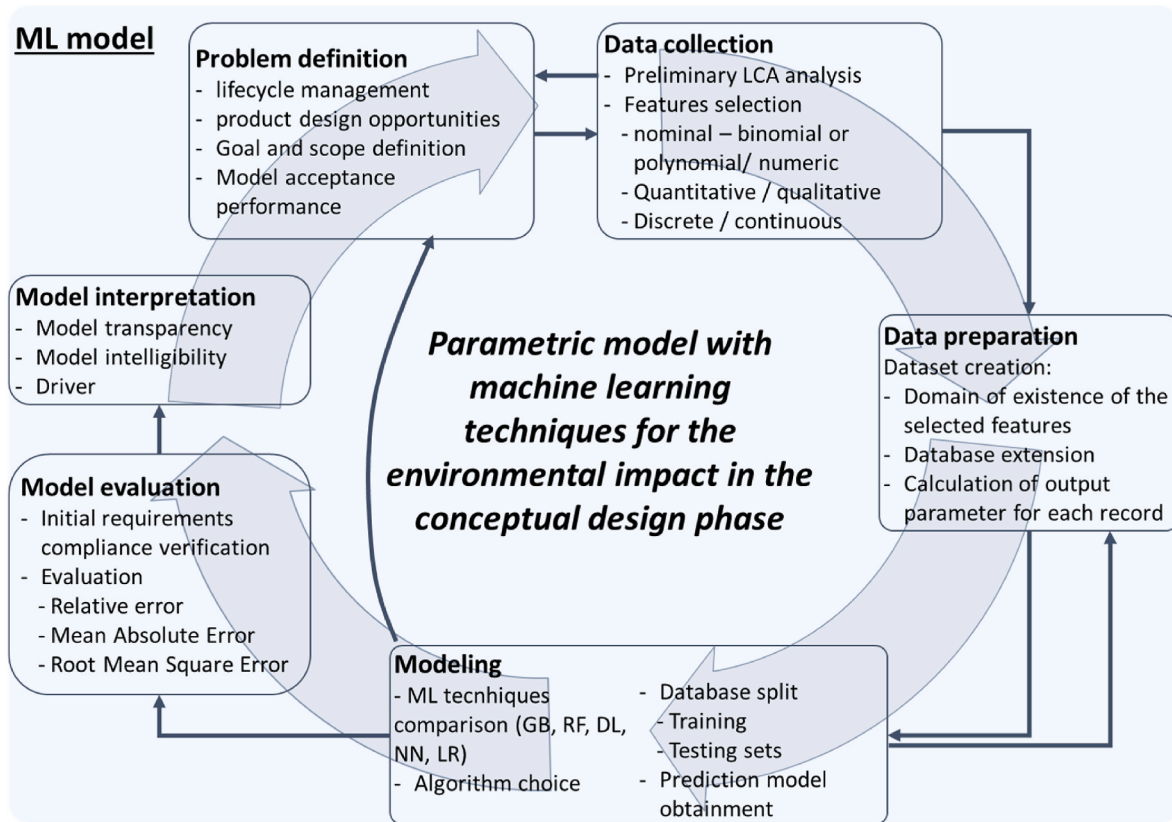 ML model
Problem definition
- lifecycle management
- product design opportunities
- Goal and scope definition
- Model acceptance
performance
Data collection
- Preliminary LCA analysis
- Features selection
- nominal – binomial or
polynomial/ numeric
- Quantitative / qualitative
- Discrete / continuous
Model interpretation
- Model transparency
- Model intelligibility
- Driver
Parametric model with
machine learning
techniques for the
environmental impact in the
conceptual design phase
Data preparation
Dataset creation:
- Domain of existence of the
selected features
- Database extension
- Calculation of output
parameter for each record
Model evaluation
- Initial requirements
compliance verification
- Evaluation
- Relative error
- Mean Absolute Error
- Root Mean Square Error
Modeling
- ML tecnhiques
comparison (GB, RF, DL,
NN, LR)
- Algorithm choice
- Database split
- Training
- Testing sets
- Prediction model
obtainment